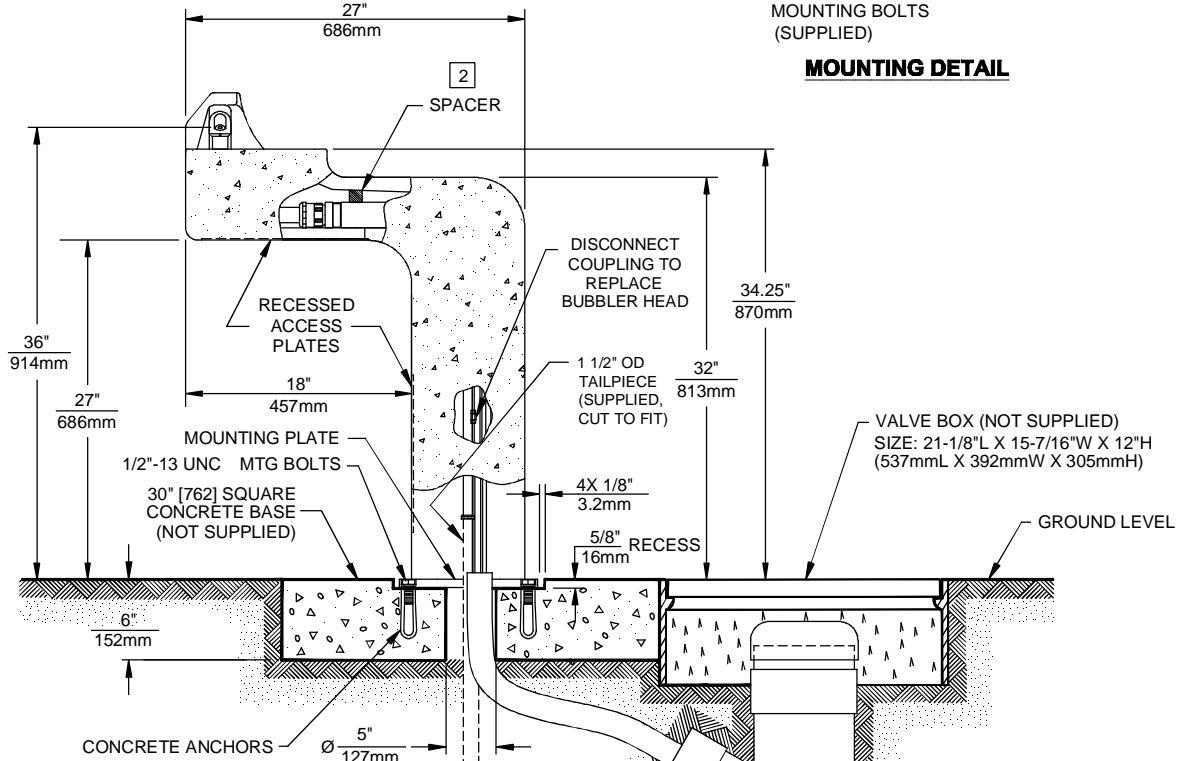 27"
686mm
MOUNTING BOLTS
(SUPPLIED)
MOUNTING DETAIL
2
SPACER
DISCONNECT
COUPLING TO
REPLACE
BUBBLER HEAD
34.25"
870mm
RECESSED
ACCESS
PLATES
36"
914mm
1 1/2" OD
TAILPIECE
(SUPPLIED,
CUT TO FIT)
32"
813mm
18"
457mm
27"
686mm
VALVE BOX (NOT SUPPLIED)
SIZE: 21-1/8"L X 15-7/16"W X 12"H
(537mmL X 392mmW X 305mmH)
MOUNTING PLATE
1/2"-13 UNC MTG BOLTS
30" [762] SQUARE
CONCRETE BASE
(NOT SUPPLIED)
4X 1/8"
3.2mm
GROUND LEVEL
5/8"
16mm
RECESS
6"
152mm
CONCRETE ANCHORS
Ø 5"
127mm